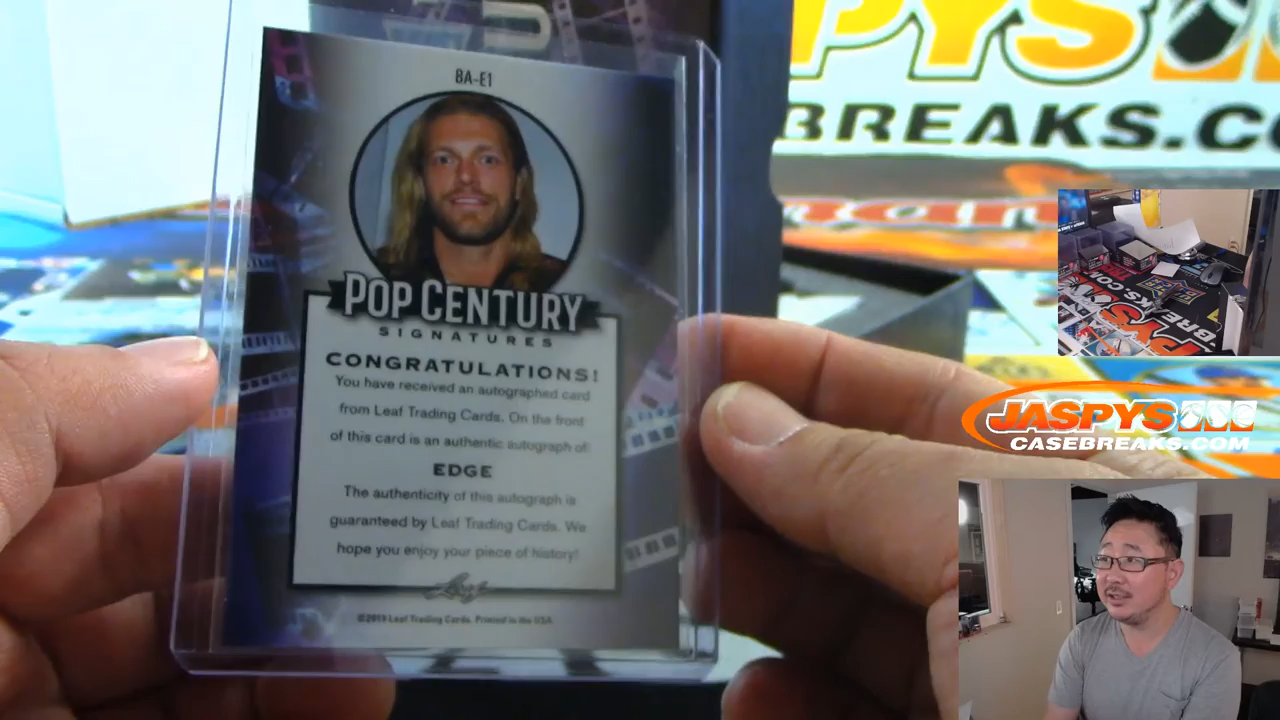 BA-E1
POP CENTURY
SIGNATURES
CONGRATULATIONS!
You have received an autographed card
from Leaf Trading Cards. On the front
of this card is an authentic autograph of:
EDGE
The authenticity of this autograph is
guaranteed by Leaf Trading Cards. We
hope you enjoy your piece of history!
Leaf
©2019 Leaf Trading Cards. Printed in the USA
PYS
BREAKS.CO
JASPYS
CASEBREAKS.COM